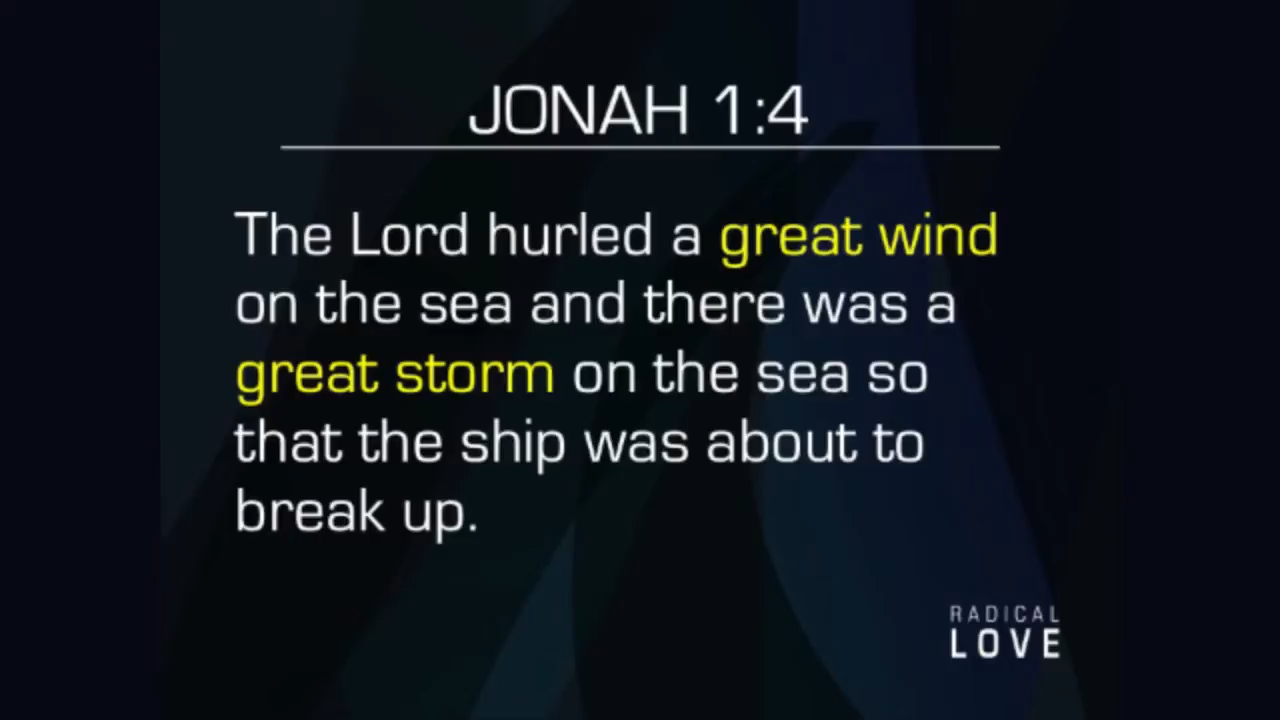 JONAH 1:4
The Lord hurled a great wind
on the sea and there was a
great storm on the sea so
that the ship was about to
break up.
RADICAL
LOVE